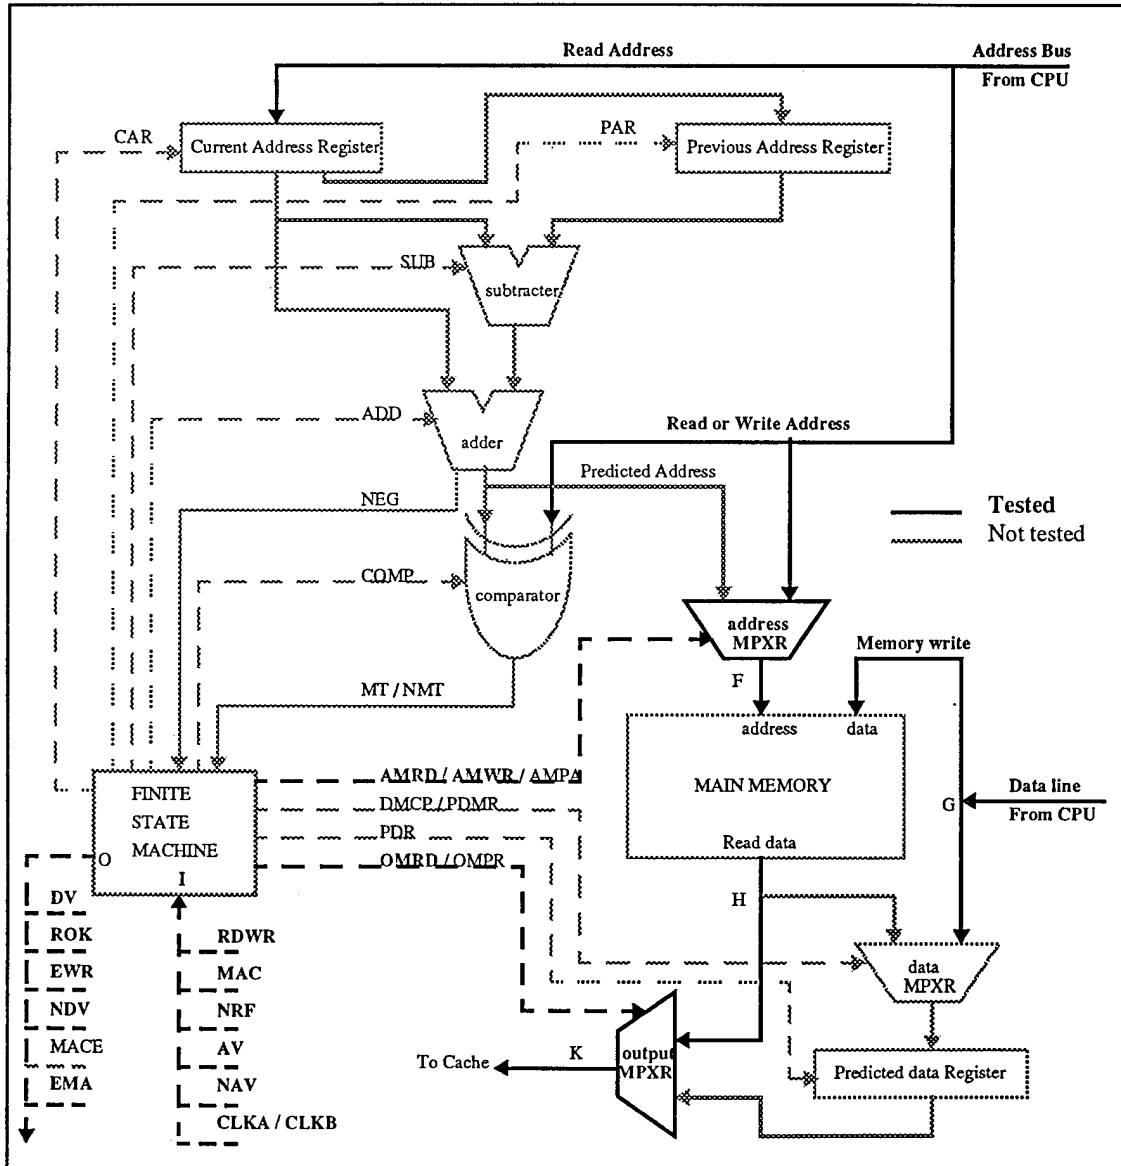 Read Address
Address Bus
From CPU
CAR
Current Address Register
PAR
Previous Address Register
SUB
subtracter
ADD
adder
Read or Write Address
Predicted Address
NEG
Tested
Not tested
COMP
comparator
address
MPXR
Memory write
MT / NMT
F
address
data
FINITE
STATE
MACHINE
O
I
AMRD / AMWR / AMPA
DMCP / PDMR
PDR
OMRD / OMPR
MAIN MEMORY
Read data
G
Data line
From CPU
H
DV
ROK
EWR
NDV
MACE
EMA
RDWR
MAC
NRF
AV
NAV
CLKA / CLKB
data
MPXR
To Cache
K
output
MPXR
Predicted data Register